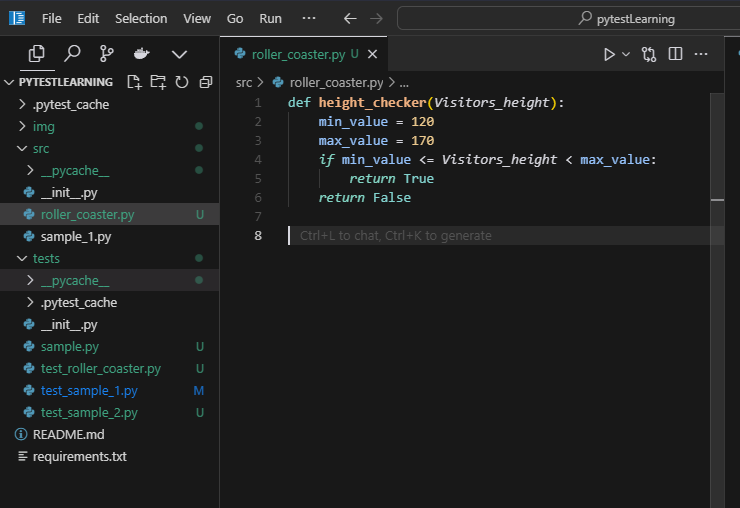 File Edit Selection View Go Run ··· pytestLearning
roller_coaster.py U
PYTESTLEARNING
.pytest_cache
img
src
__pycache__
__init__.py
roller_coaster.py U
sample_1.py
tests
__pycache__
.pytest_cache
__init__.py
sample.py U
test_roller_coaster.py U
test_sample_1.py M
test_sample_2.py U
README.md
requirements.txt
src > roller_coaster.py > ...
1 def height_checker(Visitors_height):
2     min_value = 120
3     max_value = 170
4     if min_value <= Visitors_height < max_value:
5         return True
6     return False
7
8 Ctrl+L to chat, Ctrl+K to generate